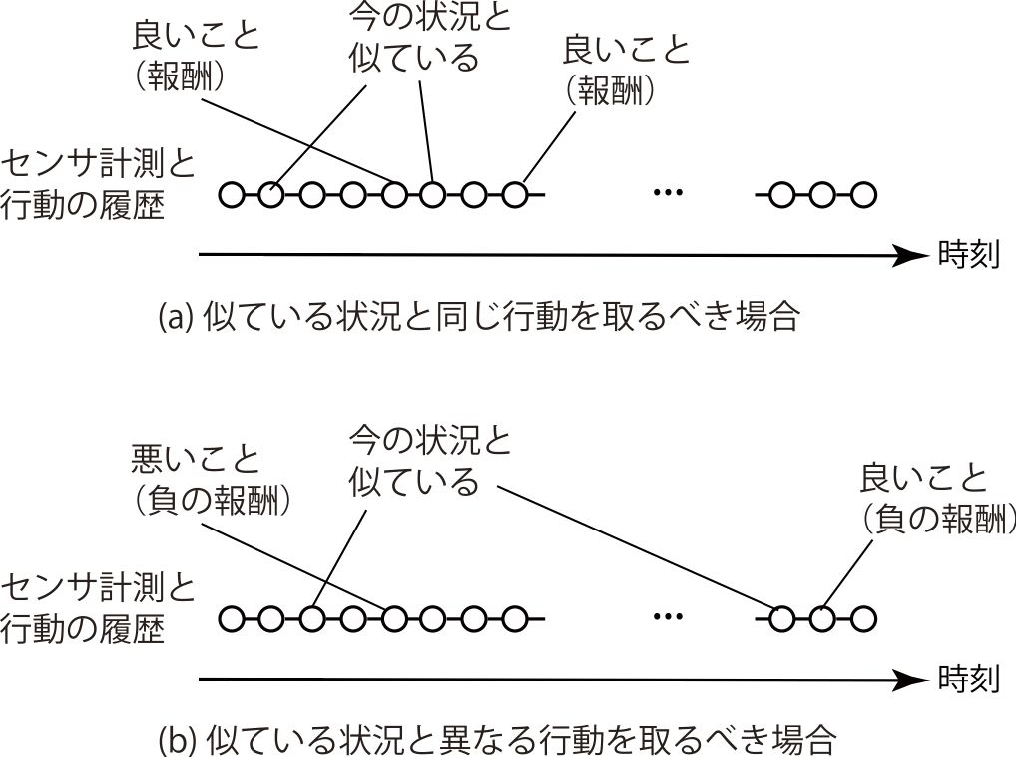 良いこと
（報酬）
今の状況と
似ている
良いこと
（報酬）
センサ計測と
行動の履歴
…
時刻
(a) 似ている状況と同じ行動を取るべき場合
悪いこと
（負の報酬）
今の状況と
似ている
良いこと
（負の報酬）
センサ計測と
行動の履歴
…
時刻
(b) 似ている状況と異なる行動を取るべき場合